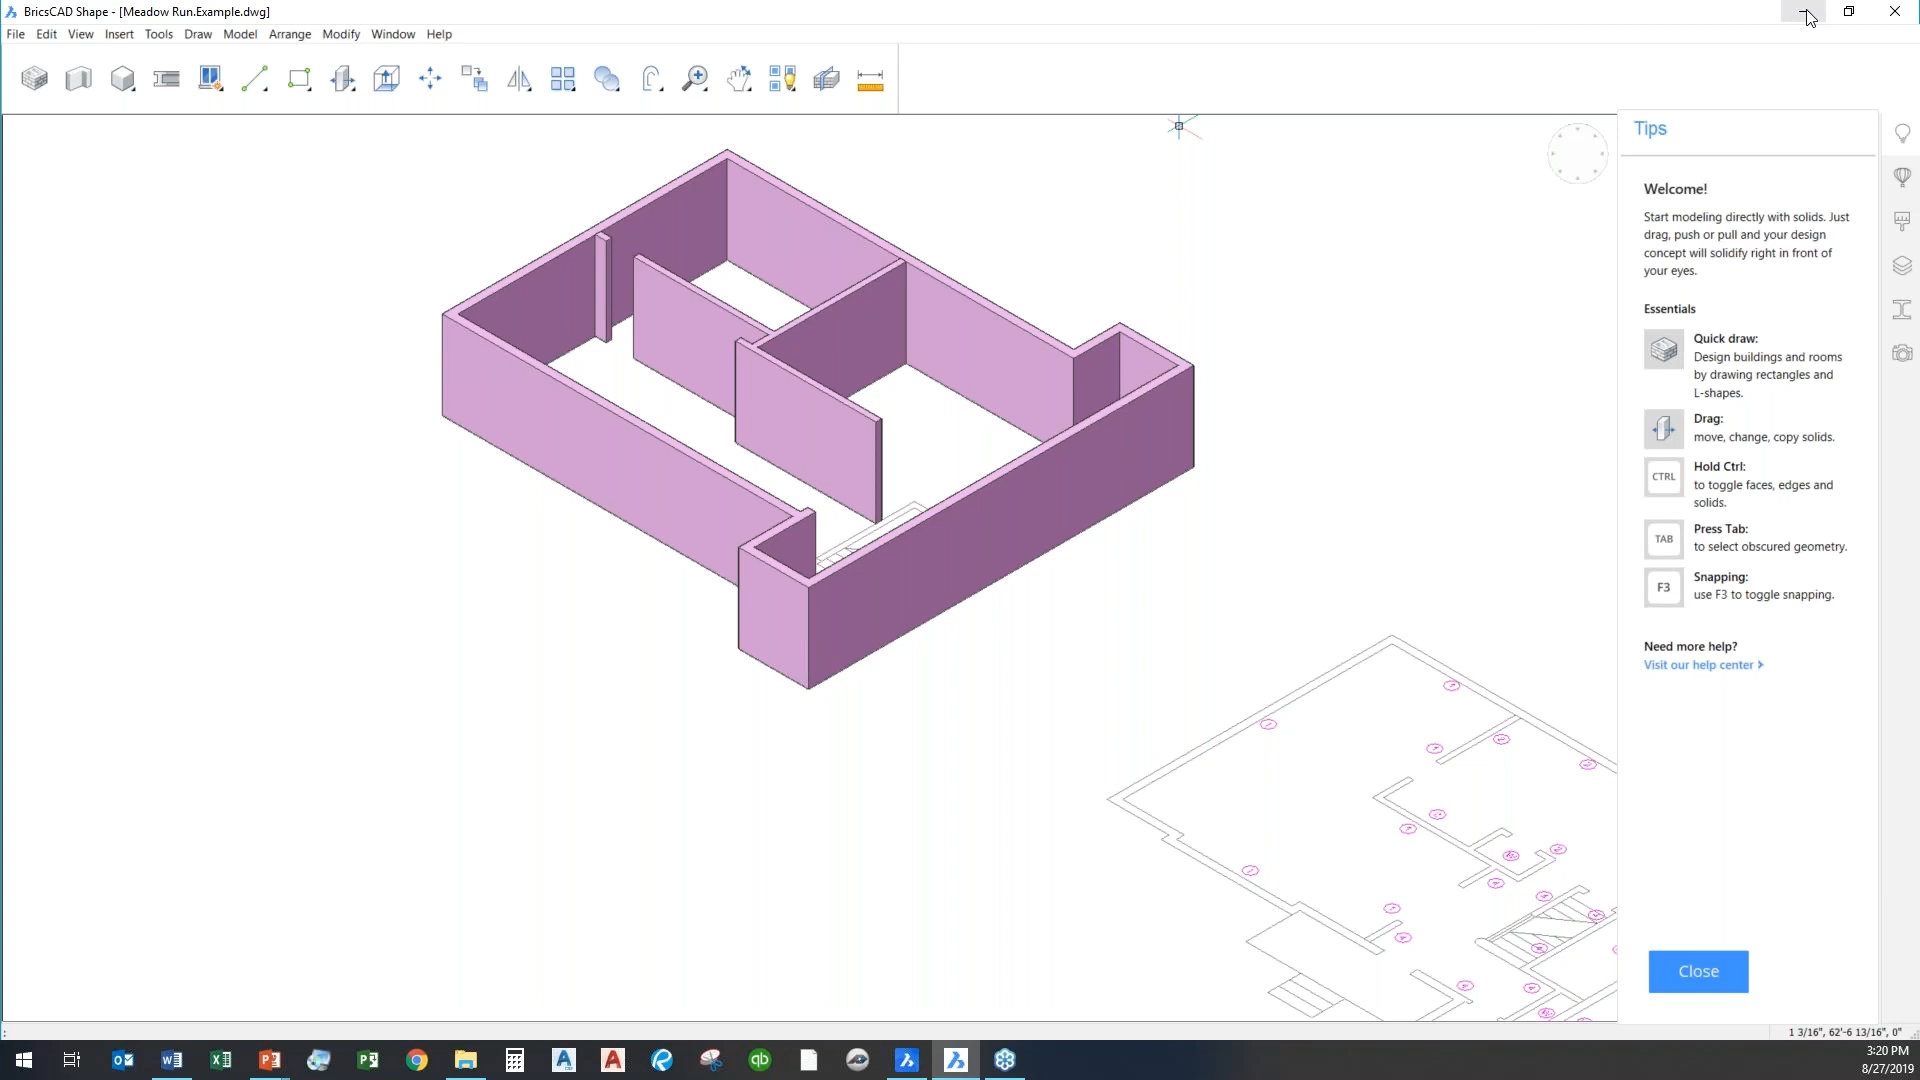 BricsCAD Shape - [Meadow Run.Example.dwg]
File Edit View Insert Tools Draw Model Arrange Modify Window Help
Tips
Welcome!
Start modeling directly with solids. Just
drag, push or pull and your design
concept will solidify right in front of
your eyes.
Essentials
Quick draw:
Design buildings and rooms
by drawing rectangles and
L-shapes.
Drag:
move, change, copy solids.
CTRL
Hold Ctrl:
to toggle faces, edges and
solids.
TAB
Press Tab:
to select obscured geometry.
F3
Snapping:
use F3 to toggle snapping.
Need more help?
Visit our help center
Close
:
1 3/16", 62'-6 13/16", 0"
3:20 PM
8/27/2019